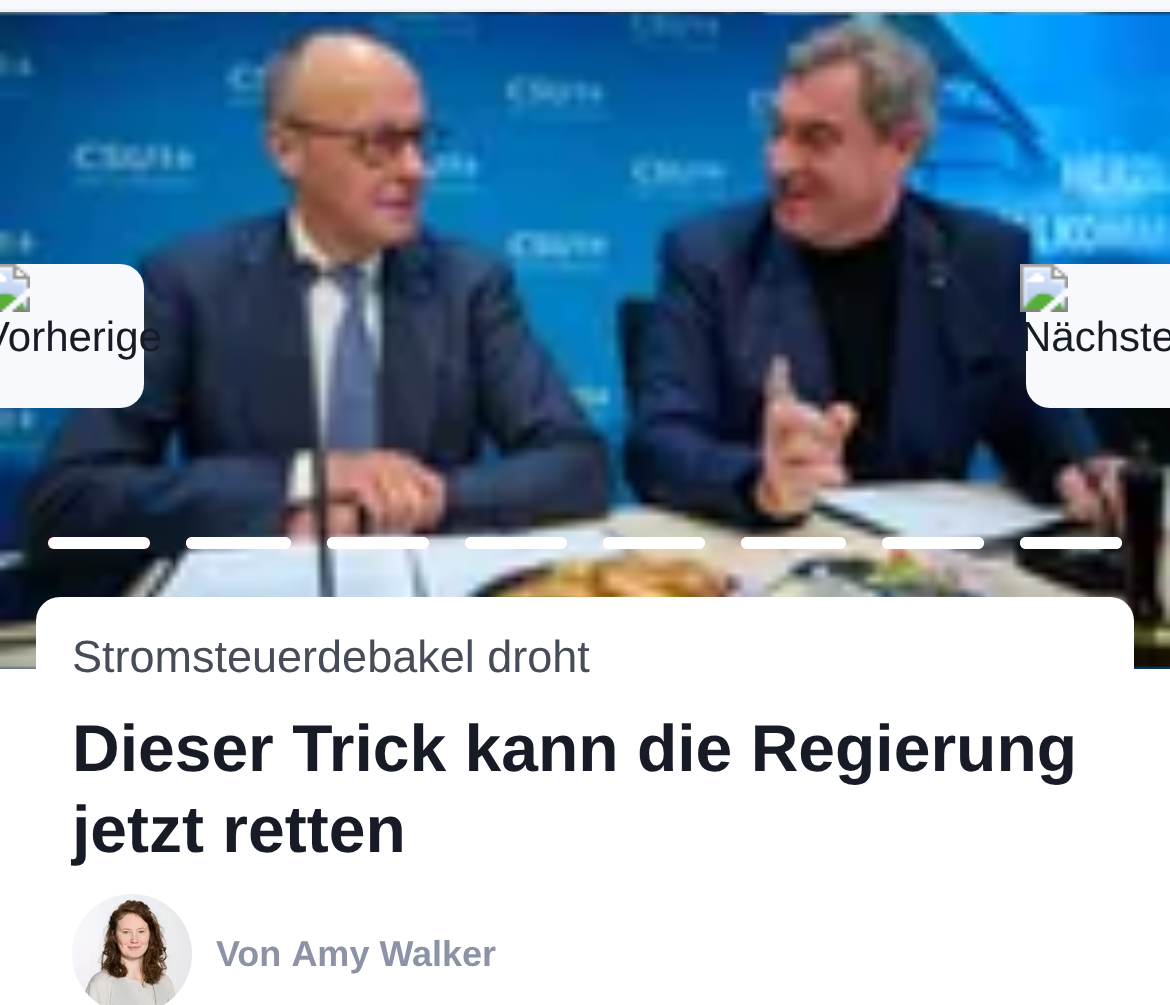 Vorherige
Nächste
Stromsteuerdebakel droht
Dieser Trick kann die Regierung
jetzt retten
Von Amy Walker